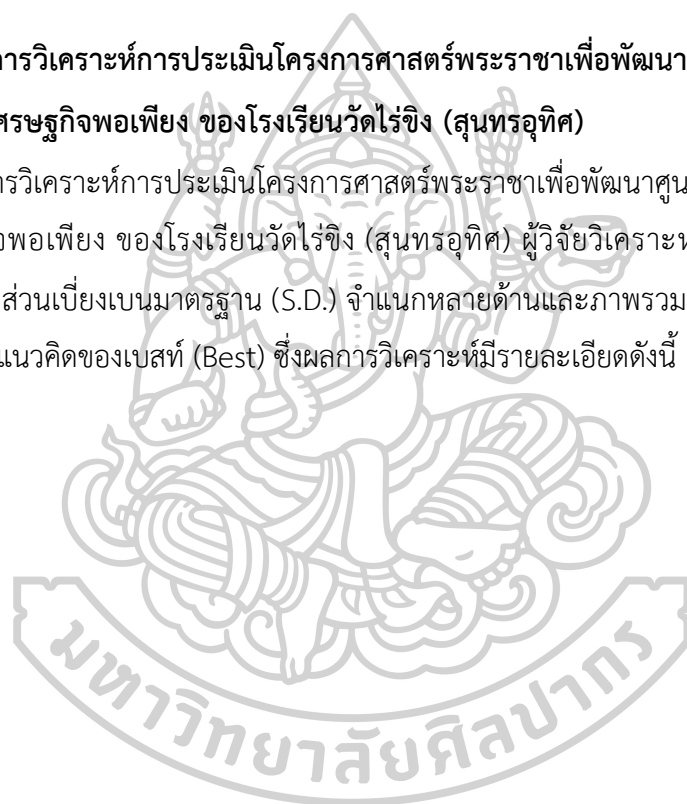 การวิเคราะห์การประเมินโครงการศาสตร์พระราชาเพื่อพัฒนา
ศรษฐกิจพอเพียง ของโรงเรียนวัดไร่ขิง (สุนทรอุทิศ)
ารวิเคราะห์การประเมินโครงการศาสตร์พระราชาเพื่อพัฒนาศูน
จพอเพียง ของโรงเรียนวัดไร่ขิง (สุนทรอุทิศ) ผู้วิจัยวิเคราะห
ส่วนเบี่ยงเบนมาตรฐาน (S.D.) จำแนกหลายด้านและภาพรวม
แนวคิดของเบสท์ (Best) ซึ่งผลการวิเคราะห์มีรายละเอียดดังนี้
มหาวิทยาลัยศิลปากร